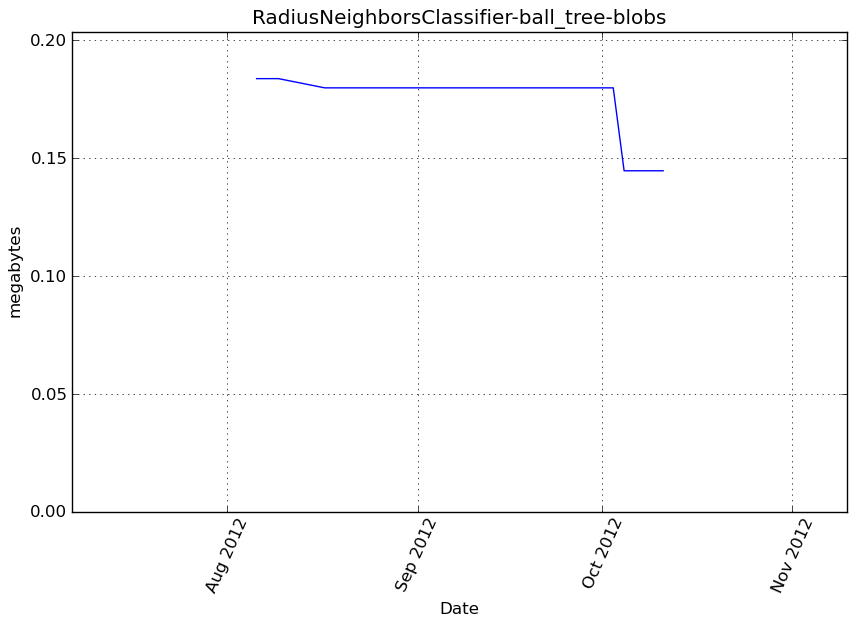 RadiusNeighborsClassifier-ball_tree-blobs
0.20
0.15
0.10
0.05
0.00
megabytes
Aug 2012
Sep 2012
Oct 2012
Nov 2012
Date